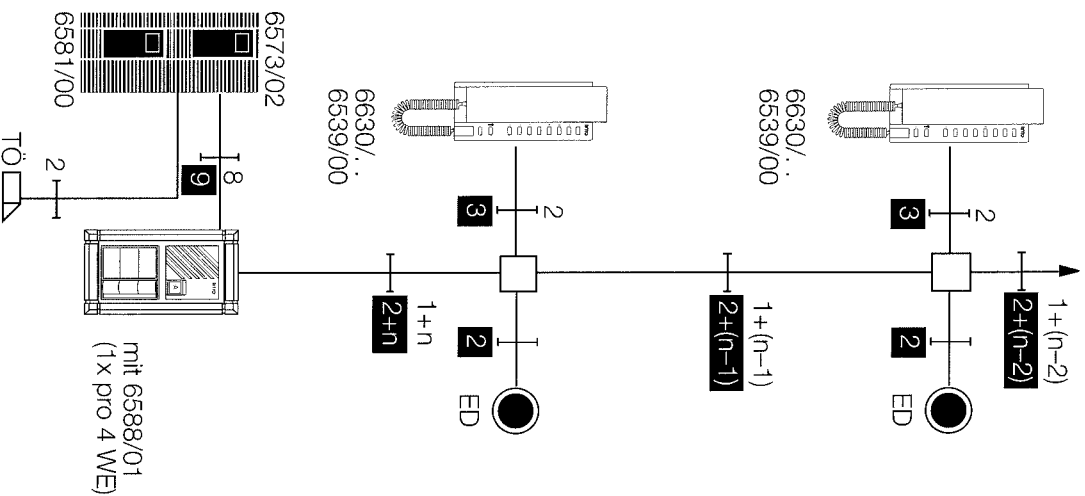 1+(n−2)
2+(n−2)
2
3
2
ED
6630/. .
6539/00
1+(n−1)
2+(n−1)
2
3
2
ED
6630/. .
6539/00
1+n
2+n
6573/02
6581/00
8
9
2
TÖ
mit 6588/01
(1x pro 4 WE)